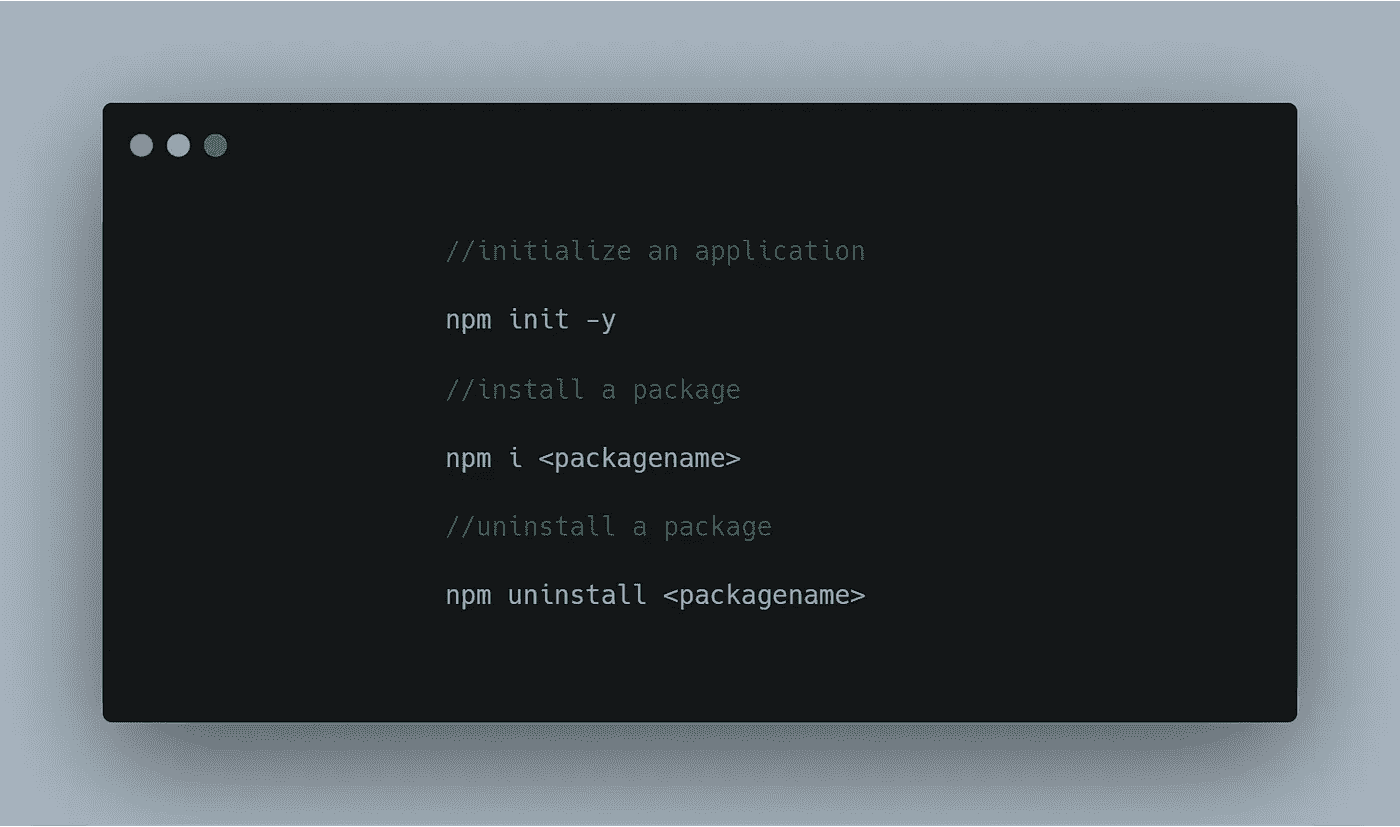 //initialize an application
npm init -y
//install a package
npm i <packagename>
//uninstall a package
npm uninstall <packagename>